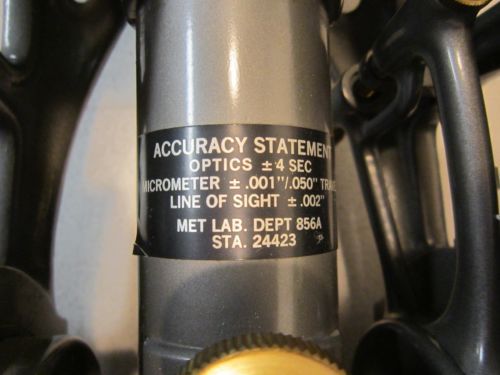 ACCURACY STATEMENT
OPTICS ± 4 SEC
MICROMETER ± .001"/.050"
LINE OF SIGHT ± .002"
MET LAB. DEPT 856A
STA. 24423